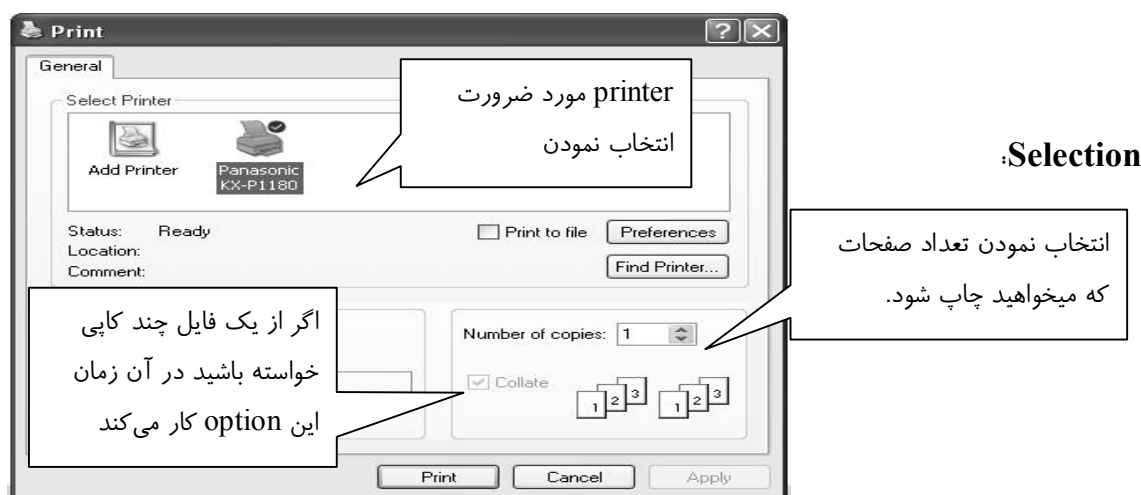 Print
General
Select Printer
printer مورد ضرورت
انتخاب نمودن
Add Printer
Panasonic
KX-P1180
Selection:
Status: Ready
Print to file
Preferences
Location:
Comment:
Find Printer...
انتخاب نمودن تعداد صفحات
که میخواهید چاپ شود.
اگر از یک فایل چند کاپی
خواسته باشید در آن زمان
این option کار می‌کند
Number of copies: 1
Collate
1 2 3 1 2 3
Print
Cancel
Apply